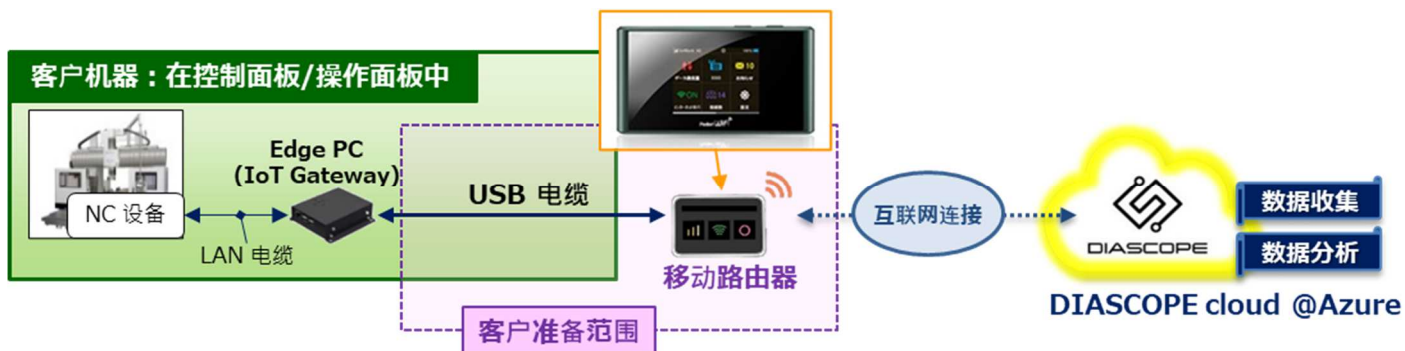 客户机器：在控制面板/操作面板中
Edge PC
(IoT Gateway)
NC 设备
LAN 电缆
USB 电缆
移动路由器
客户准备范围
互联网连接
DIASCOPE
数据收集
数据分析
DIASCOPE cloud @Azure